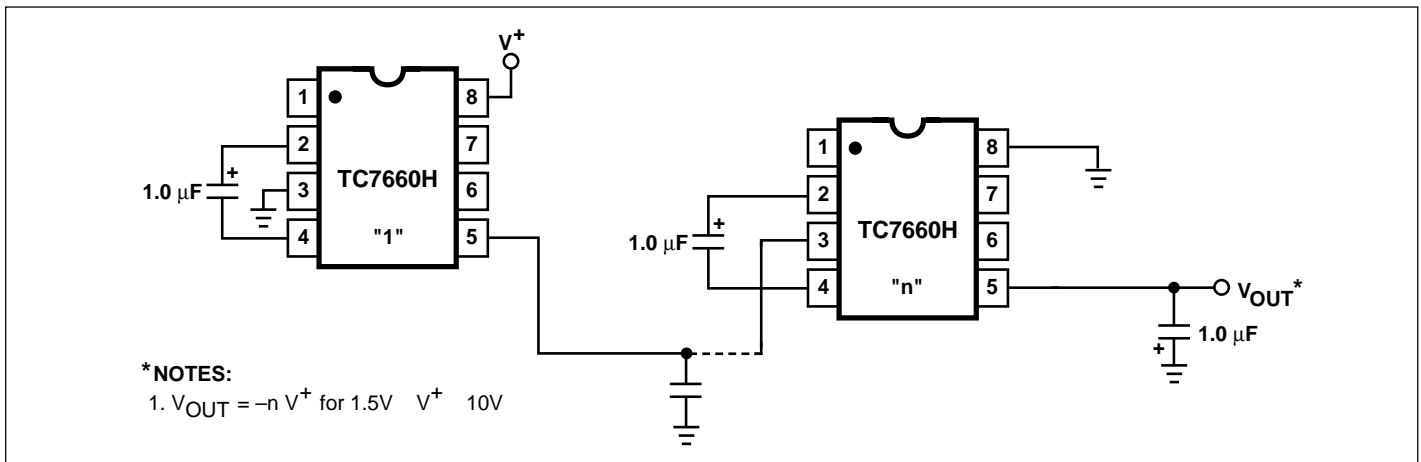 V+
1
8
2
7
3
6
4
5
TC7660H
"1"
1.0 µF
+
1
8
2
7
3
6
4
5
TC7660H
"n"
1.0 µF
+
VOUT*
1.0 µF
+
*NOTES:
1. VOUT = –n V+ for 1.5V V+ 10V